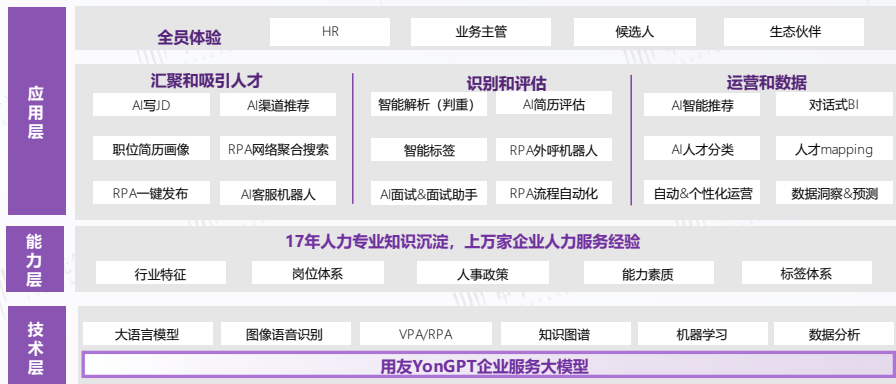 应用层
全员体验
HR
业务主管
候选人
生态伙伴
汇聚和吸引人才
AI写JD
AI渠道推荐
职位简历画像
RPA网络聚合搜索
RPA一键发布
AI客服机器人
识别和评估
智能解析（判重）
AI简历评估
智能标签
RPA外呼机器人
AI面试&面试助手
RPA流程自动化
运营和数据
AI智能推荐
对话式BI
AI人才分类
人才mapping
自动&个性化运营
数据洞察&预测
能力层
17年人力专业知识沉淀，上万家企业人力服务经验
行业特征
岗位体系
人事政策
能力素质
标签体系
技术层
大语言模型
图像语音识别
VPA/RPA
知识图谱
机器学习
数据分析
用友YonGPT企业服务大模型